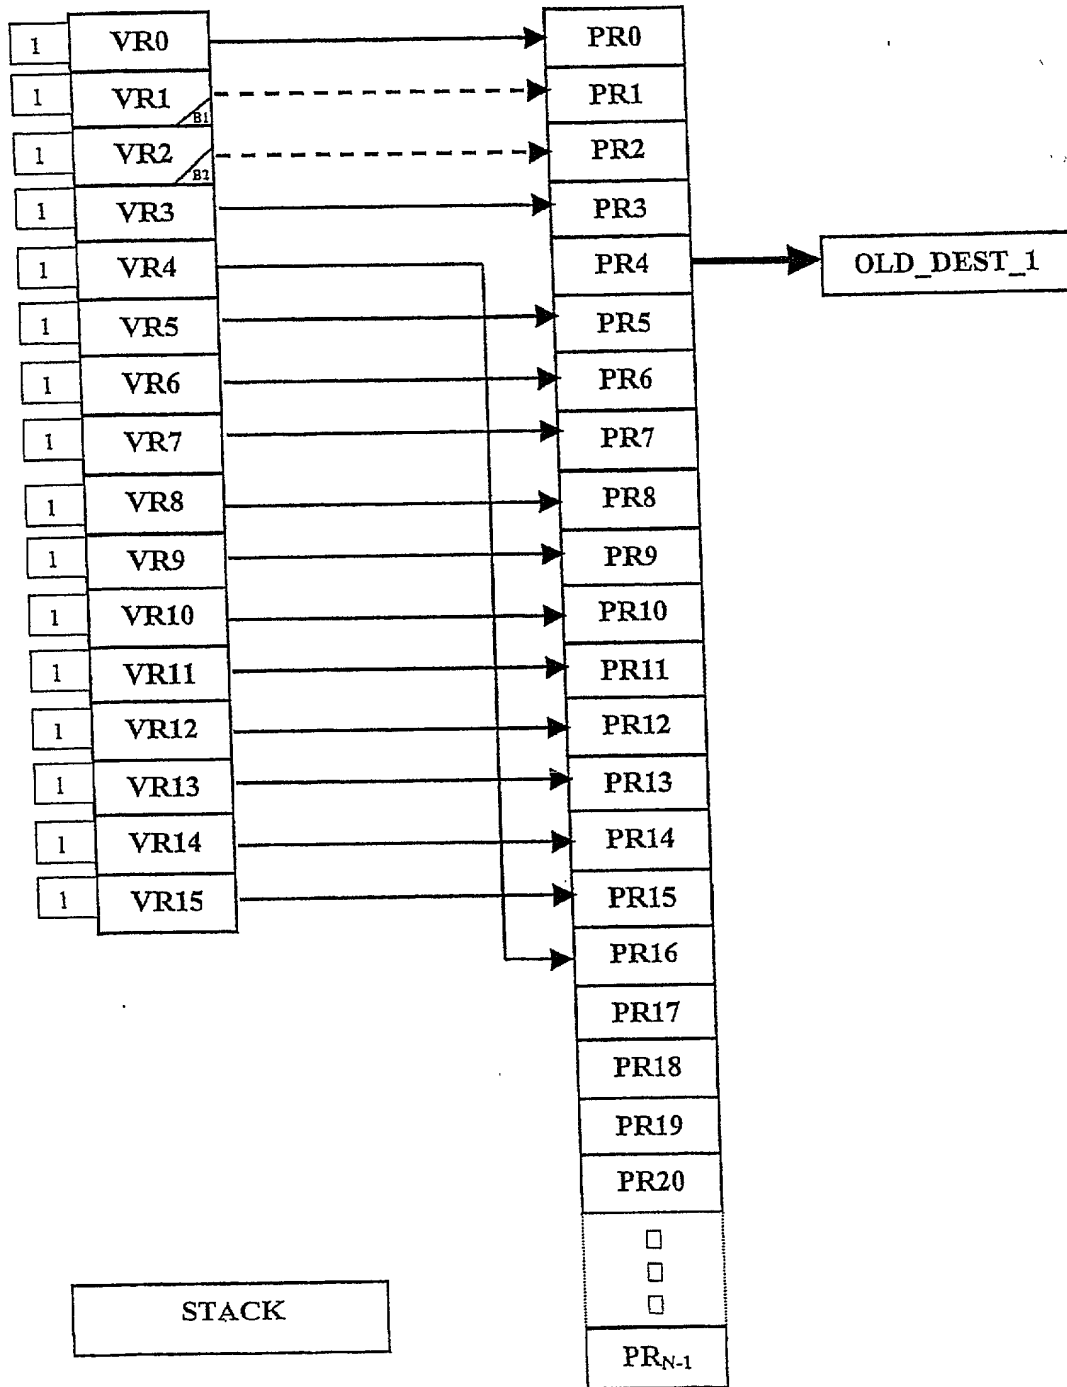 1 VR0 PR0
1 VR1 B1 PR1
1 VR2 B2 PR2
1 VR3 PR3
1 VR4 PR4 OLD_DEST_1
1 VR5 PR5
1 VR6 PR6
1 VR7 PR7
1 VR8 PR8
1 VR9 PR9
1 VR10 PR10
1 VR11 PR11
1 VR12 PR12
1 VR13 PR13
1 VR14 PR14
1 VR15 PR15
PR16
PR17
PR18
PR19
PR20
STACK
PRN-1